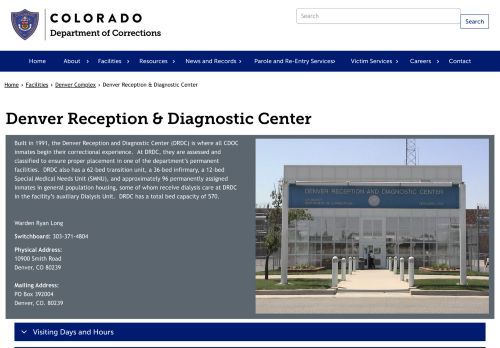 COLORADO
Department of Corrections
Search
Search
Home About Facilities Resources News and Records Parole and Re-Entry Services Victim Services Careers Contact
Home › Facilities › Denver Complex › Denver Reception & Diagnostic Center
Denver Reception & Diagnostic Center
Built in 1991, the Denver Reception and Diagnostic Center (DRDC) is where all CDOC
inmates begin their correctional experience. At DRDC, they are assessed and
classified to ensure proper placement in one of the department's permanent
facilities. DRDC also has a 62-bed transition unit, a 36-bed infirmary, a 12-bed
Special Medical Needs Unit (SMNU), and approximately 96 permanently assigned
inmates in general population housing, some of whom receive dialysis care at DRDC
in the facility's auxiliary Dialysis Unit. DRDC has a total bed capacity of 570.
Warden Ryan Long
Switchboard: 303-371-4804
Physical Address:
10900 Smith Road
Denver, CO 80239
Mailing Address:
PO Box 392004
Denver, CO. 80239
DENVER RECEPTION AND DIAGNOSTIC CENTER
Visiting Days and Hours